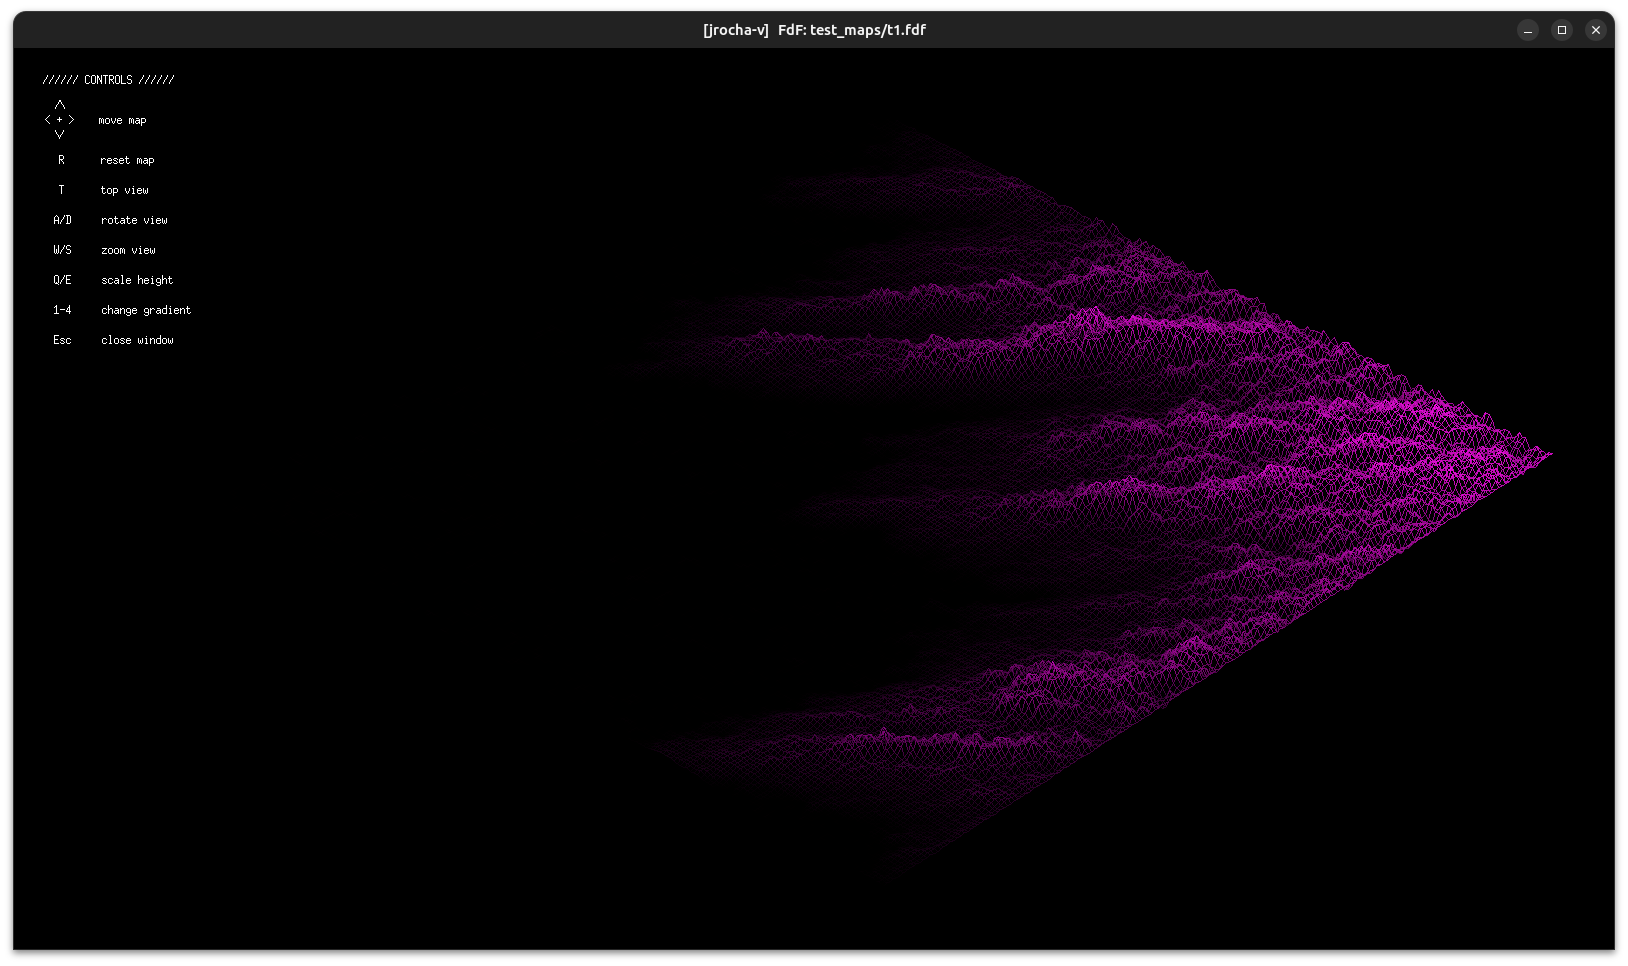 [jrocha-v] FdF: test_maps/t1.fdf
////// CONTROLS //////
^
< + > move map
v
R reset map
T top view
A/D rotate view
W/S zoom view
Q/E scale height
1-4 change gradient
Esc close window